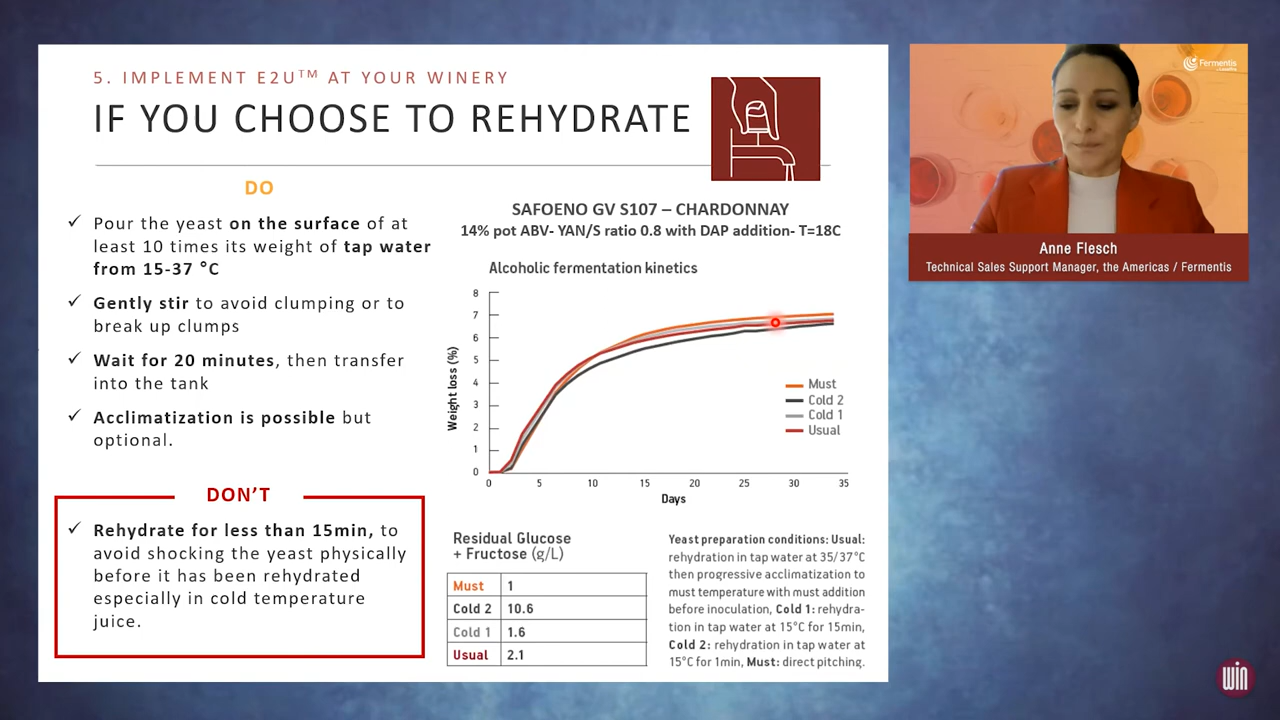 5. IMPLEMENT E2U™ AT YOUR WINERY
IF YOU CHOOSE TO REHYDRATE
DO
✓ Pour the yeast on the surface of at
least 10 times its weight of tap water
from 15-37 °C
✓ Gently stir to avoid clumping or to
break up clumps
✓ Wait for 20 minutes, then transfer
into the tank
✓ Acclimatization is possible but
optional.
DON'T
✓ Rehydrate for less than 15min, to
avoid shocking the yeast physically
before it has been rehydrated
especially in cold temperature
juice.
SAFOENO GV S107 – CHARDONNAY
14% pot ABV- YAN/S ratio 0.8 with DAP addition- T=18C
Alcoholic fermentation kinetics
Weight loss (%)
8
7
6
5
4
3
2
1
0
0 5 10 15 20 25 30 35
Days
Must
Cold 2
Cold 1
Usual
Residual Glucose
+ Fructose (g/L)
Must 1
Cold 2 10.6
Cold 1 1.6
Usual 2.1
Yeast preparation conditions: Usual:
rehydration in tap water at 35/37°C
then progressive acclimatization to
must temperature with must addition
before inoculation, Cold 1: rehydra-
tion in tap water at 15°C for 15min,
Cold 2: rehydration in tap water at
15°C for 1min, Must: direct pitching.
Fermentis
Anne Flesch
Technical Sales Support Manager, the Americas / Fermentis
win